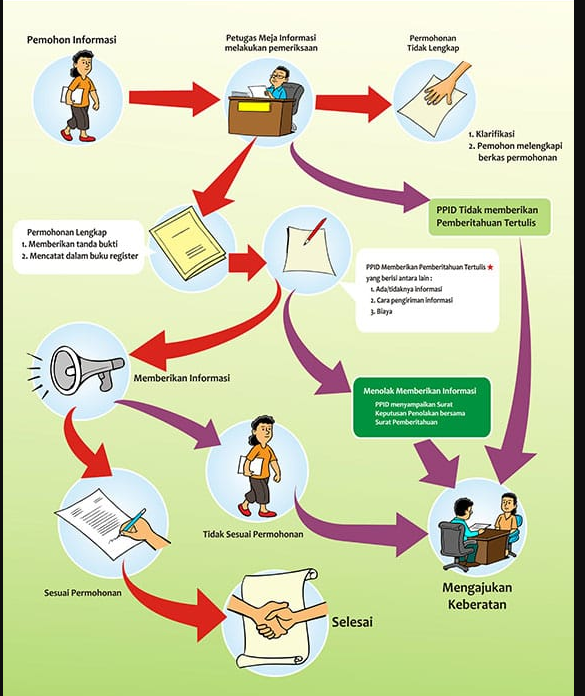 Pemohon Informasi
Petugas Meja Informasi
melakukan pemeriksaan
Permohonan
Tidak Lengkap
1. Klarifikasi
2. Pemohon melengkapi
berkas permohonan
PPID Tidak memberikan
Pemberitahuan Tertulis
Permohonan Lengkap
1. Memberikan tanda bukti
2. Mencatat dalam buku register
PPID Memberikan Pemberitahuan Tertulis
yang berisi antara lain :
1. Ada/tidaknya informasi
2. Cara pengiriman informasi
3. Biaya
Memberikan Informasi
Menolak Memberikan Informasi
PPID menyampaikan Surat
Keputusan Penolakan bersama
Surat Pemberitahuan
Tidak Sesuai Permohonan
Mengajukan
Keberatan
Sesuai Permohonan
Selesai